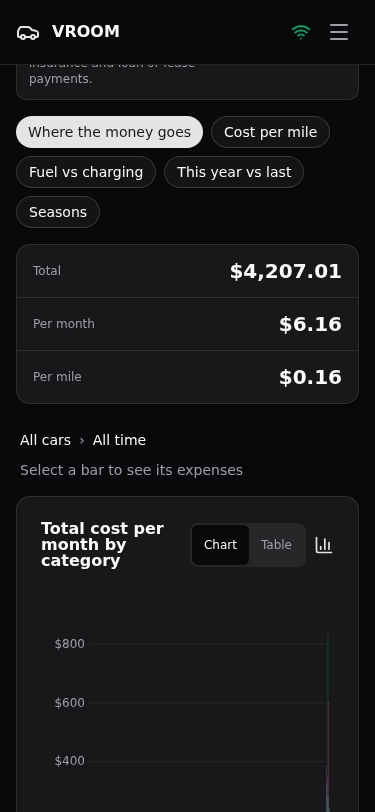 VROOM
insurance and loan or lease
payments.
Where the money goes
Cost per mile
Fuel vs charging
This year vs last
Seasons
Total
$4,207.01
Per month
$6.16
Per mile
$0.16
All cars › All time
Select a bar to see its expenses
Total cost per
month by
category
Chart
Table
$800
$600
$400